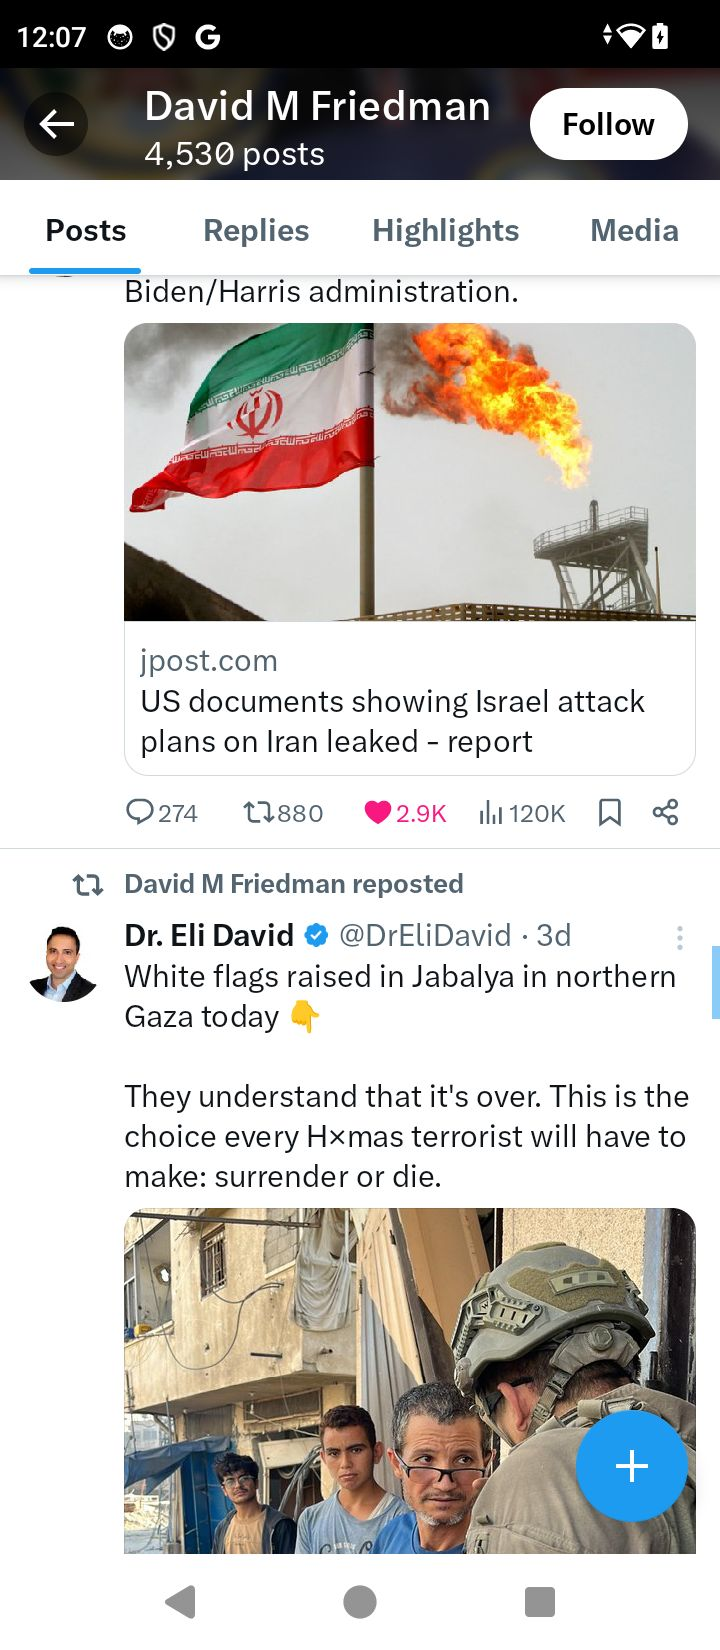 12:07
David M Friedman
4,530 posts
Follow
Posts
Replies
Highlights
Media
Biden/Harris administration.
jpost.com
US documents showing Israel attack
plans on Iran leaked - report
274
880
2.9K
120K
David M Friedman reposted
Dr. Eli David @DrEliDavid · 3d
White flags raised in Jabalya in northern
Gaza today 👇
They understand that it's over. This is the
choice every H×mas terrorist will have to
make: surrender or die.